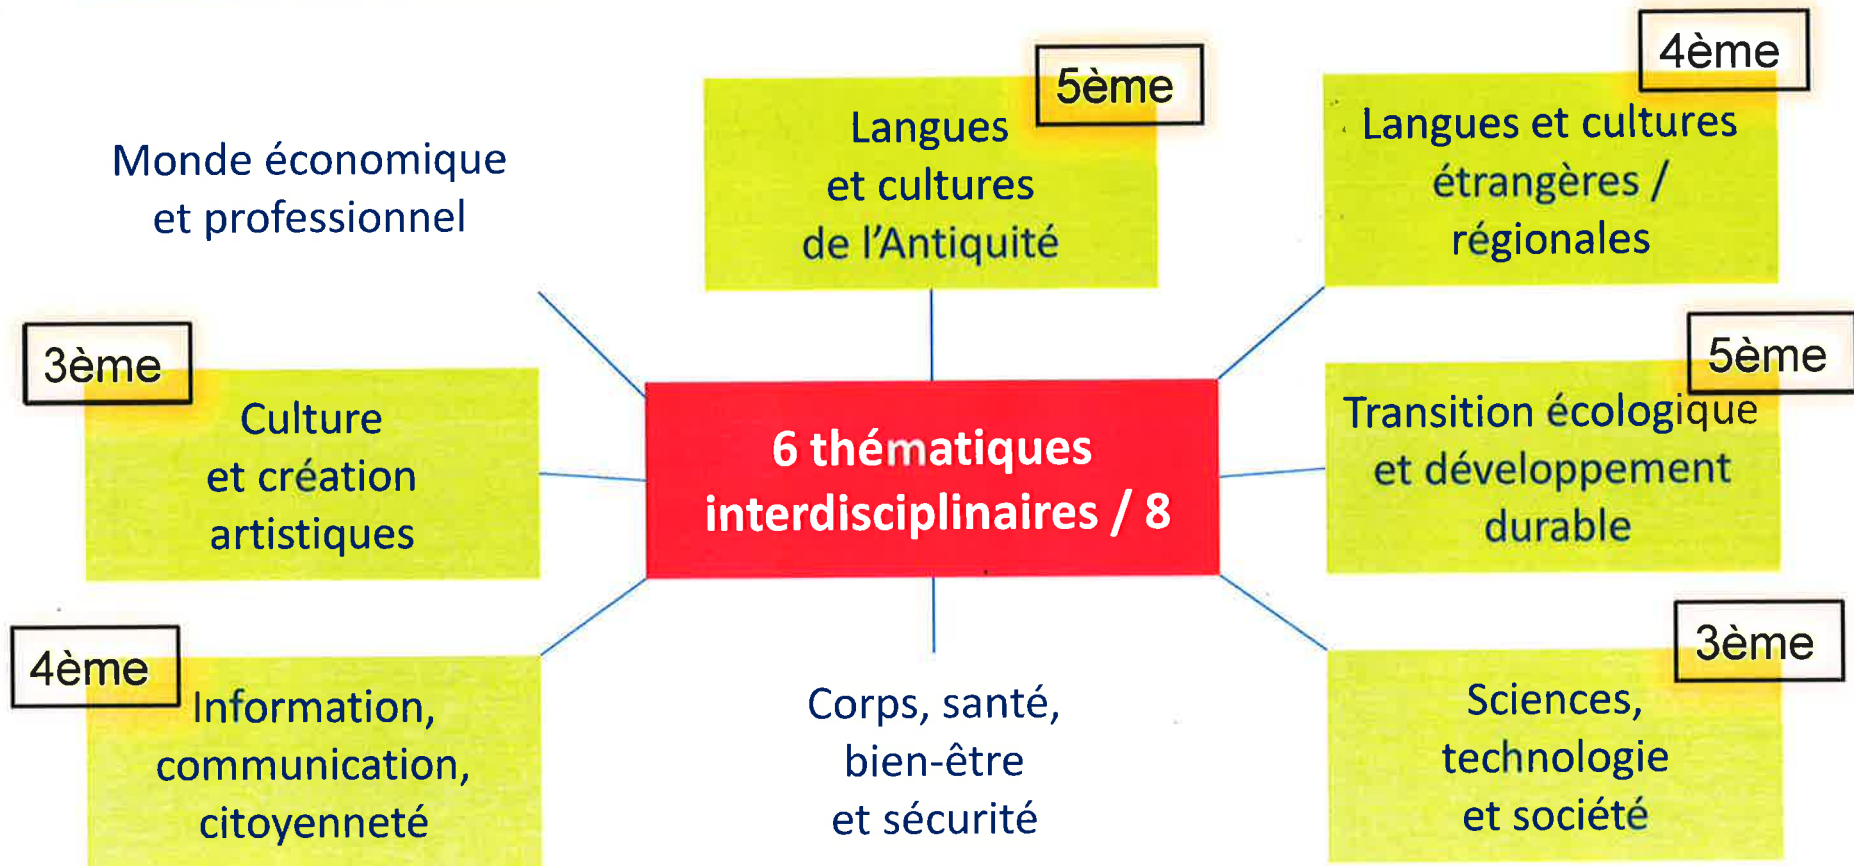 Monde économique
et professionnel
5ème
Langues
et cultures
de l'Antiquité
4ème
Langues et cultures
étrangères /
régionales
3ème
Culture
et création
artistiques
6 thématiques
interdisciplinaires / 8
5ème
Transition écologique
et développement
durable
4ème
Information,
communication,
citoyenneté
Corps, santé,
bien-être
et sécurité
3ème
Sciences,
technologie
et société